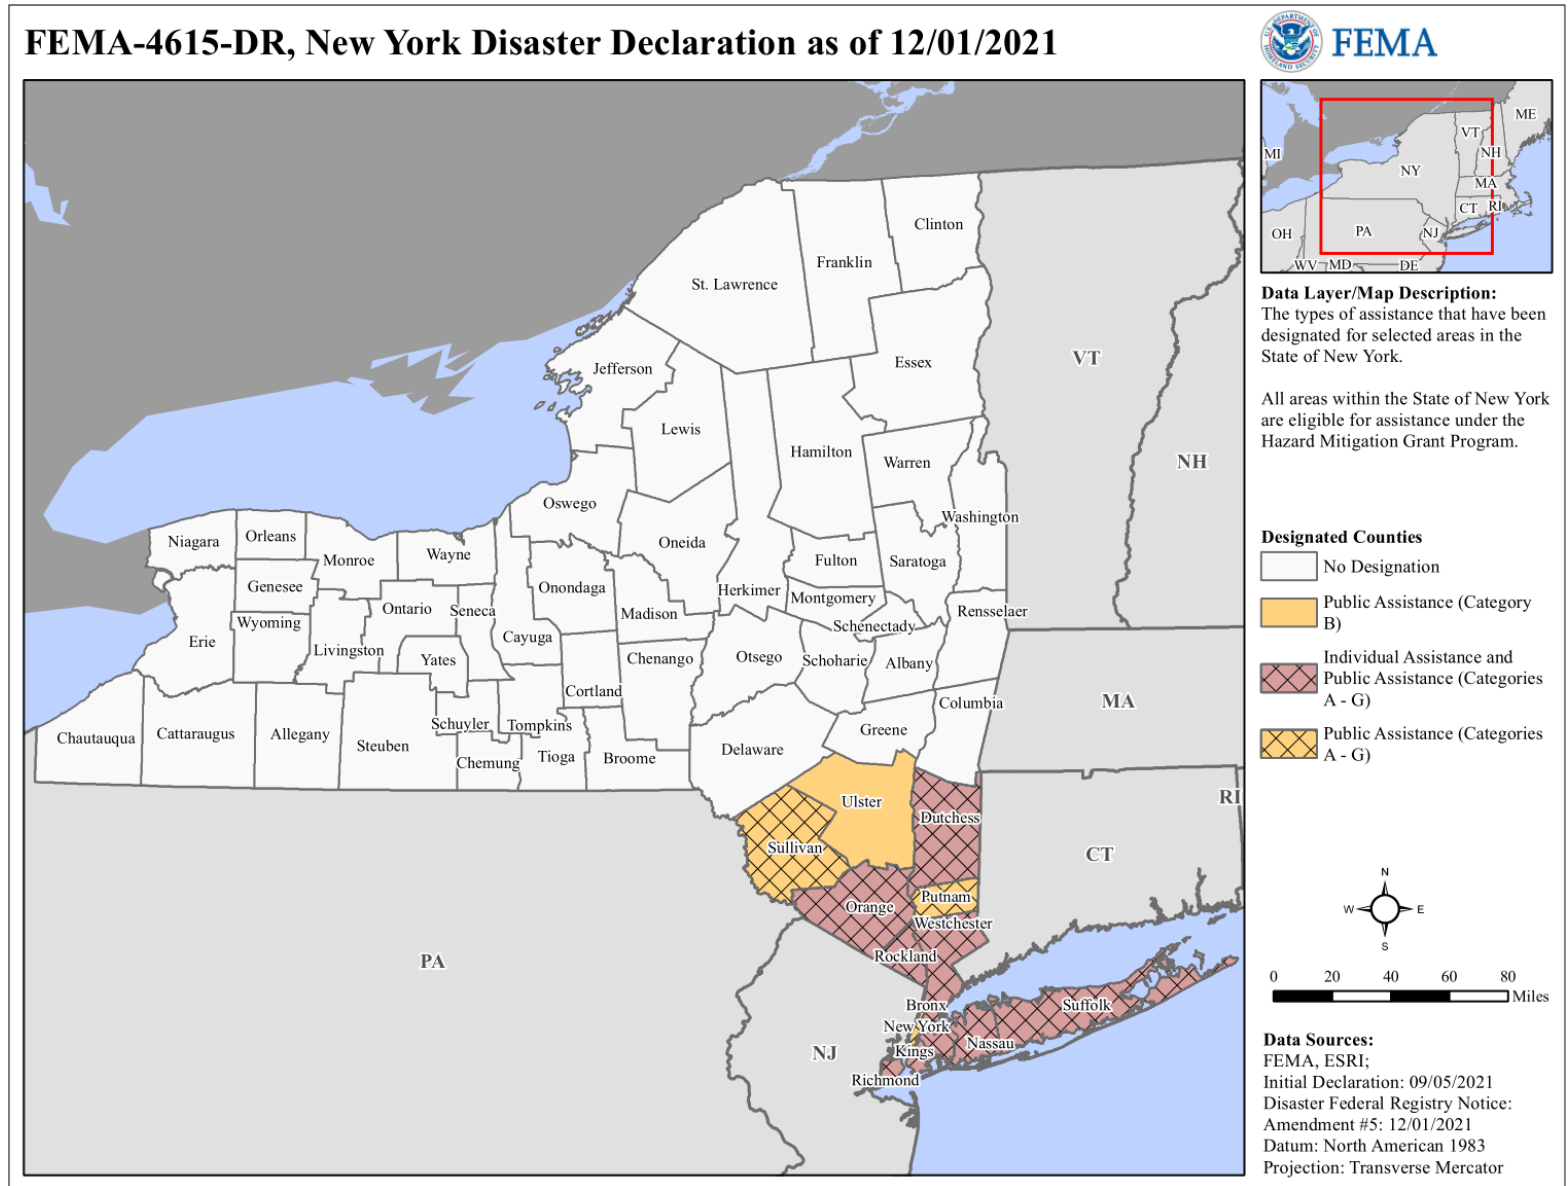 FEMA-4615-DR, New York Disaster Declaration as of 12/01/2021
FEMA
ME
VT
MI
NH
NY
MA
CT
RI
OH
PA
NJ
WV
MD
DE
Data Layer/Map Description:
The types of assistance that have been
designated for selected areas in the
State of New York.
All areas within the State of New York
are eligible for assistance under the
Hazard Mitigation Grant Program.
Designated Counties
No Designation
Public Assistance (Category
B)
Individual Assistance and
Public Assistance (Categories
A - G)
Public Assistance (Categories
A - G)
N
W
E
S
0 20 40 60 80
Miles
Data Sources:
FEMA, ESRI;
Initial Declaration: 09/05/2021
Disaster Federal Registry Notice:
Amendment #5: 12/01/2021
Datum: North American 1983
Projection: Transverse Mercator
Clinton
Franklin
St. Lawrence
VT
Essex
Jefferson
Lewis
Hamilton
Warren
NH
Oswego
Washington
Niagara
Orleans
Monroe
Wayne
Oneida
Fulton
Saratoga
Genesee
Onondaga
Herkimer
Montgomery
Ontario
Seneca
Madison
Rensselaer
Wyoming
Schenectady
Erie
Cayuga
Livingston
Yates
Chenango
Otsego
Schoharie
Albany
Cortland
MA
Columbia
Schuyler
Tompkins
Greene
Chautauqua
Cattaraugus
Allegany
Steuben
Delaware
Chemung
Tioga
Broome
RI
Ulster
Dutchess
Sullivan
CT
Putnam
Orange
Westchester
Rockland
PA
Bronx
Suffolk
New York
Nassau
Kings
NJ
Richmond